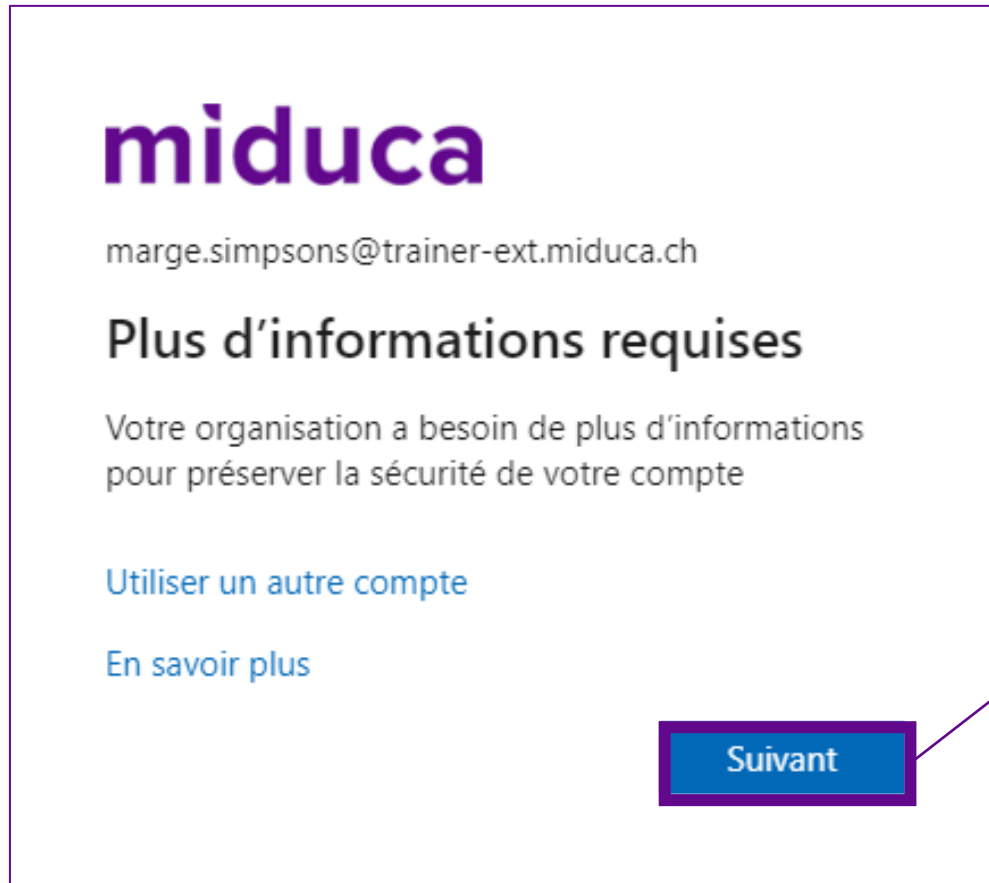 miduca
marge.simpsons@trainer-ext.miduca.ch
Plus d’informations requises
Votre organisation a besoin de plus d’informations
pour préserver la sécurité de votre compte
Utiliser un autre compte
En savoir plus
Suivant